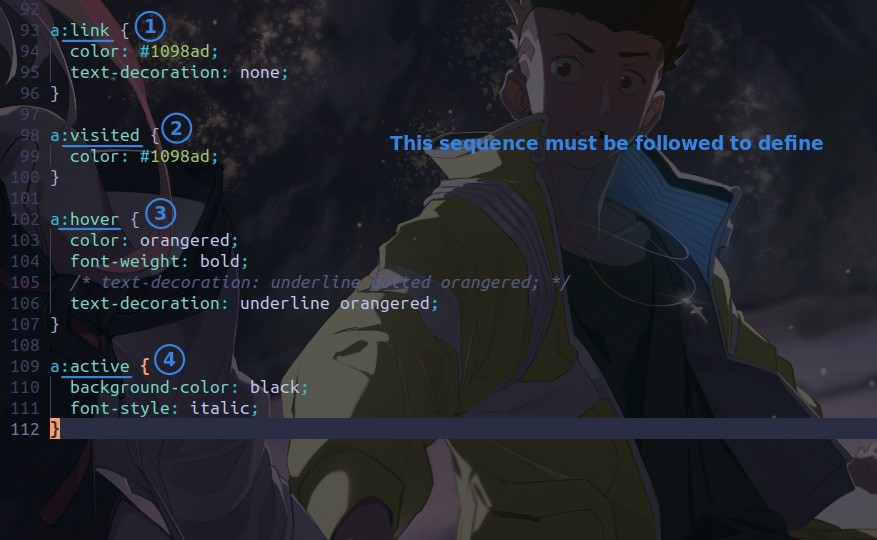 92
93 a:link { 1
94 color: #1098ad;
95 text-decoration: none;
96 }
97
98 a:visited { 2
This sequence must be followed to define
99 color: #1098ad;
100 }
101
102 a:hover { 3
103 color: orangered;
104 font-weight: bold;
105 /* text-decoration: underline dotted orangered; */
106 text-decoration: underline orangered;
107 }
108
109 a:active { 4
110 background-color: black;
111 font-style: italic;
112 }